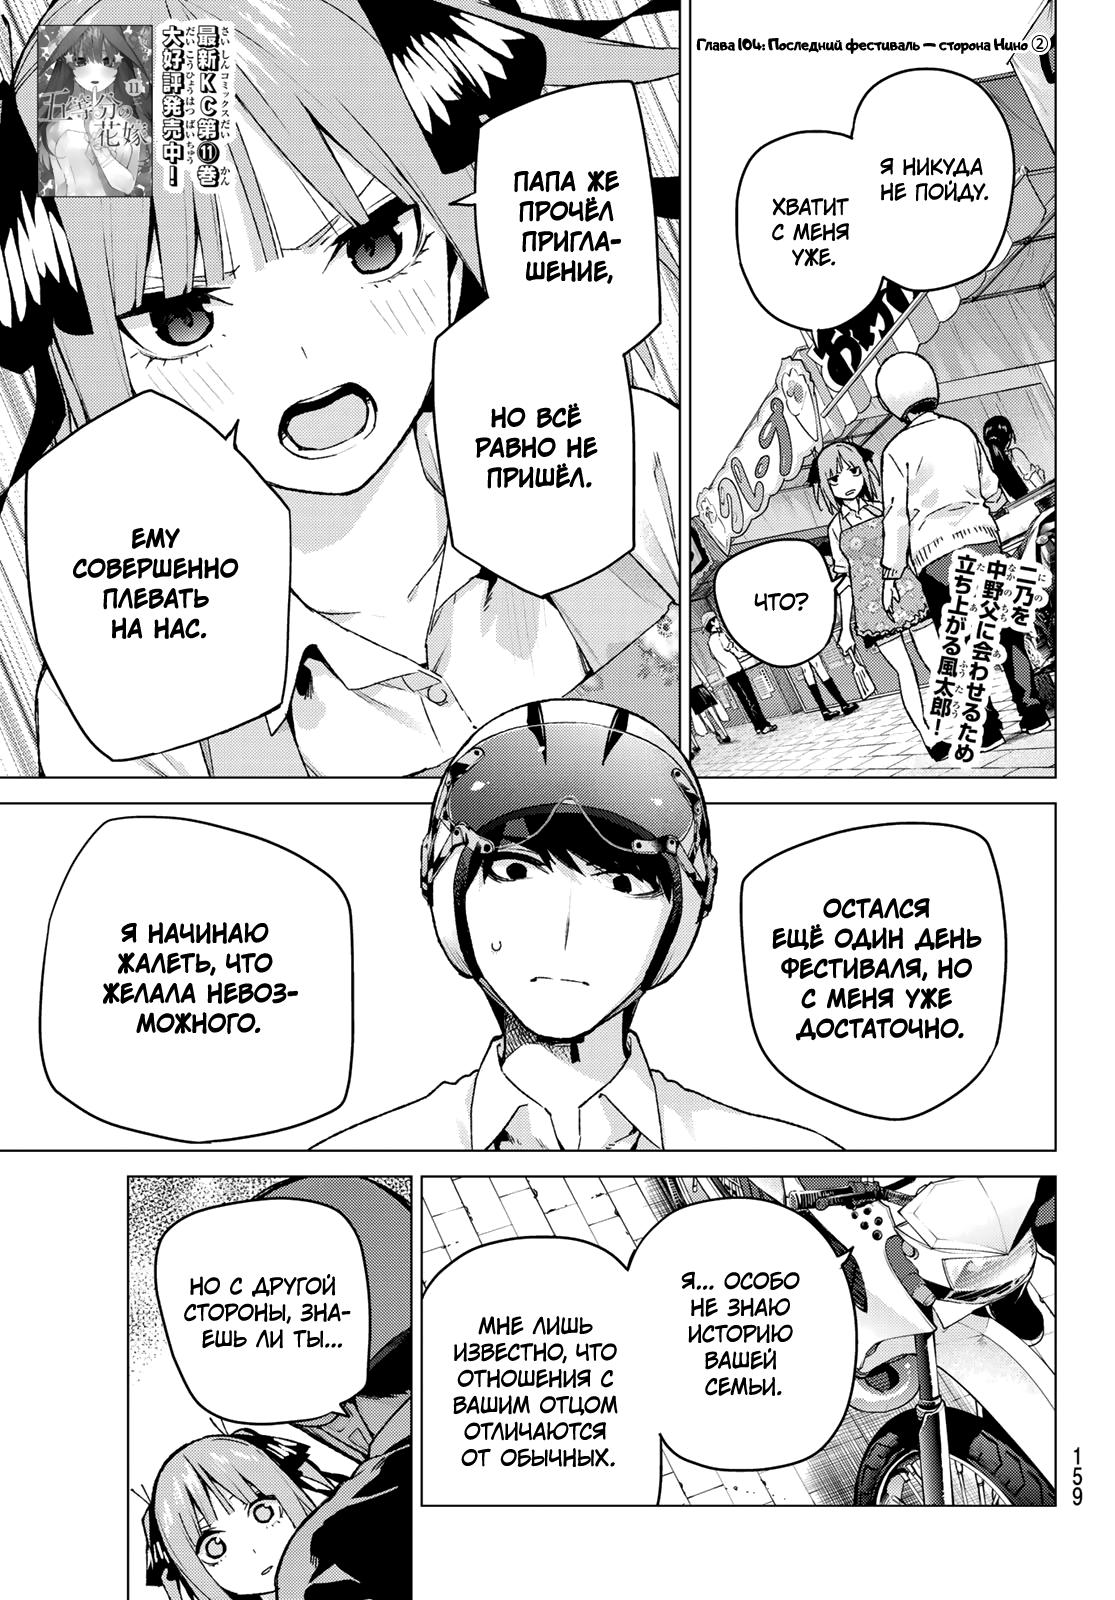 Глава 104: Последний фестиваль — сторона Нино ②
Я НИКУДА
НЕ ПОЙДУ.
ХВАТИТ
С МЕНЯ
УЖЕ.
ЧТО?
二乃を
中野父に会わせるため
立ち上がる風太郎！
ПАПА ЖЕ
ПРОЧЁЛ
ПРИГЛА-
ШЕНИЕ,
НО ВСЁ
РАВНО НЕ
ПРИШЁЛ.
ЕМУ
СОВЕРШЕННО
ПЛЕВАТЬ
НА НАС.
最新KC第⑪巻
大好評発売中！
五等分の
花嫁
11
ОСТАЛСЯ
ЕЩЁ ОДИН ДЕНЬ
ФЕСТИВАЛЯ, НО
С МЕНЯ УЖЕ
ДОСТАТОЧНО.
Я НАЧИНАЮ
ЖАЛЕТЬ, ЧТО
ЖЕЛАЛА НЕВОЗ-
МОЖНОГО.
Я... ОСОБО
НЕ ЗНАЮ
ИСТОРИЮ
ВАШЕЙ
СЕМЬИ.
МНЕ ЛИШЬ
ИЗВЕСТНО, ЧТО
ОТНОШЕНИЯ С
ВАШИМ ОТЦОМ
ОТЛИЧАЮТСЯ
ОТ ОБЫЧНЫХ.
НО С ДРУГОЙ
СТОРОНЫ, ЗНА-
ЕШЬ ЛИ ТЫ...
159